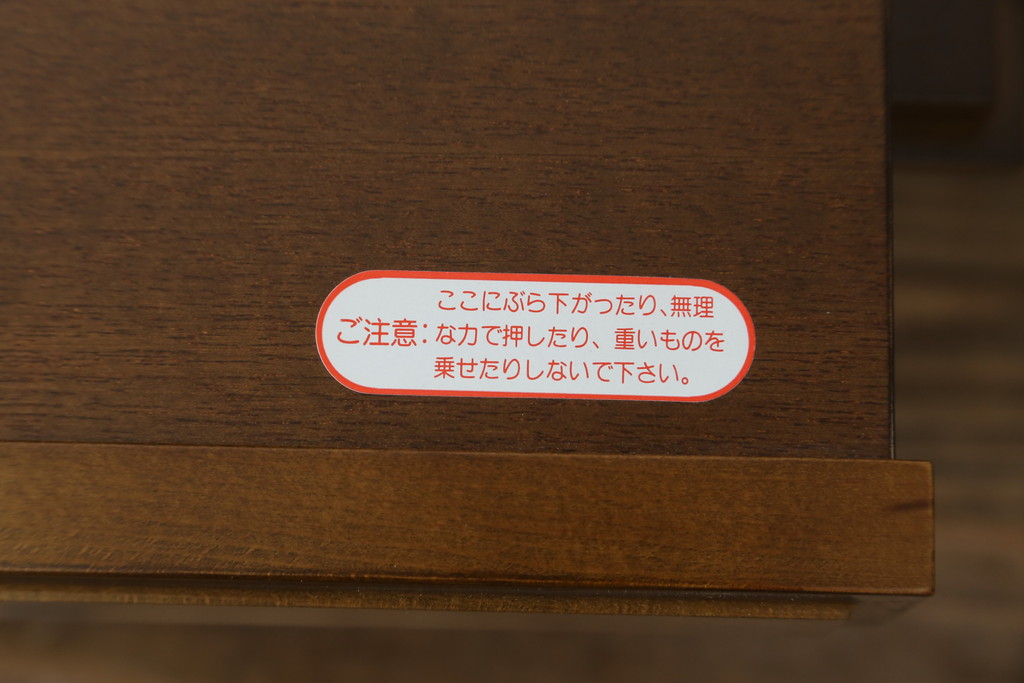 ここにぶら下がったり、無理
ご注意：な力で押したり、重いものを
乗せたりしないで下さい。